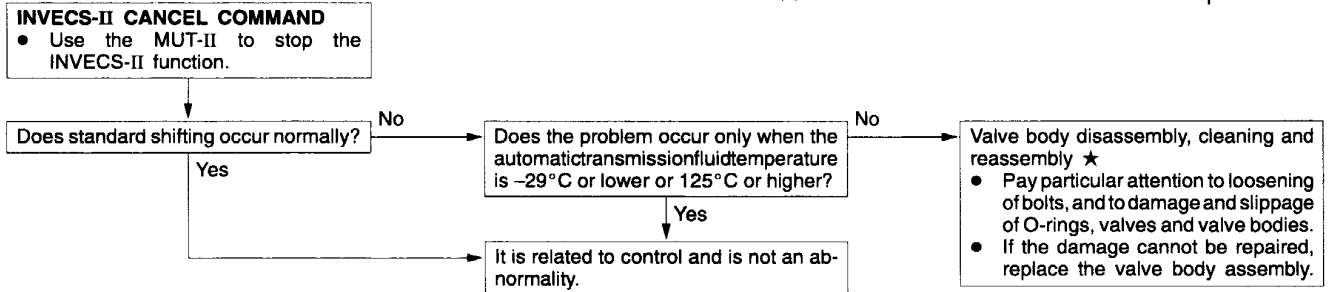 INVECS-II CANCEL COMMAND
● Use the MUT-II to stop the
INVECS-II function.
Does standard shifting occur normally?
No
Yes
Does the problem occur only when the
automatictransmissionfluidtemperature
is –29°C or lower or 125°C or higher?
No
Yes
It is related to control and is not an ab-
normality.
Valve body disassembly, cleaning and
reassembly ★
● Pay particular attention to loosening
of bolts, and to damage and slippage
of O-rings, valves and valve bodies.
● If the damage cannot be repaired,
replace the valve body assembly.